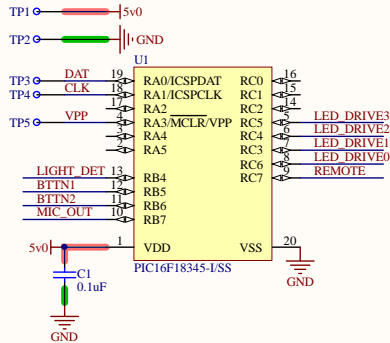 TP1 5v0
TP2 GND
U1
TP3 DAT 19 RA0/ICSPDAT RC0 16
TP4 CLK 18 RA1/ICSPCLK RC1 15
17 RA2 RC2 14
TP5 VPP 4 RA3/MCLR/VPP RC5 5 LED_DRIVE3
3 RA4 RC4 6 LED_DRIVE2
2 RA5 RC3 7 LED_DRIVE1
RC6 8 LED_DRIVE0
LIGHT_DET 13 RB4 RC7 9 REMOTE
BTTN1 12 RB5
BTTN2 11 RB6
MIC_OUT 10 RB7
5v0 1 VDD VSS 20
PIC16F18345-I/SS
C1
0.1uF
GND
GND